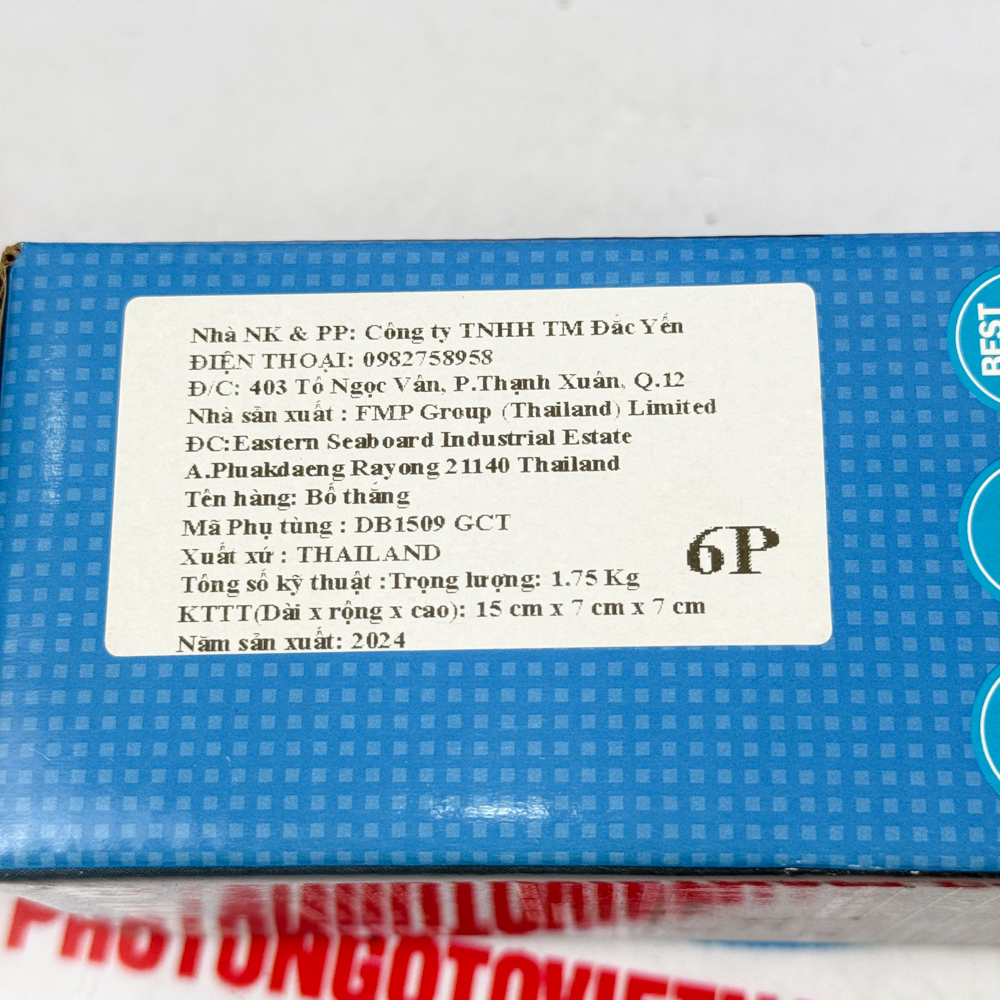 Nhà NK & PP: Công ty TNHH TM Đắc Yến
ĐIỆN THOẠI: 0982758958
Đ/C: 403 Tô Ngọc Vân, P.Thạnh Xuân, Q.12
Nhà sản xuất : FMP Group (Thailand) Limited
ĐC:Eastern Seaboard Industrial Estate
A.Pluakdaeng Rayong 21140 Thailand
Tên hàng: Bố thắng
Mã Phụ tùng : DB1509 GCT
Xuất xứ : THAILAND
6P
Tông số kỹ thuật :Trọng lượng: 1.75 Kg
KTTT(Dài x rộng x cao): 15 cm x 7 cm x 7 cm
Năm sản xuất: 2024
BEST